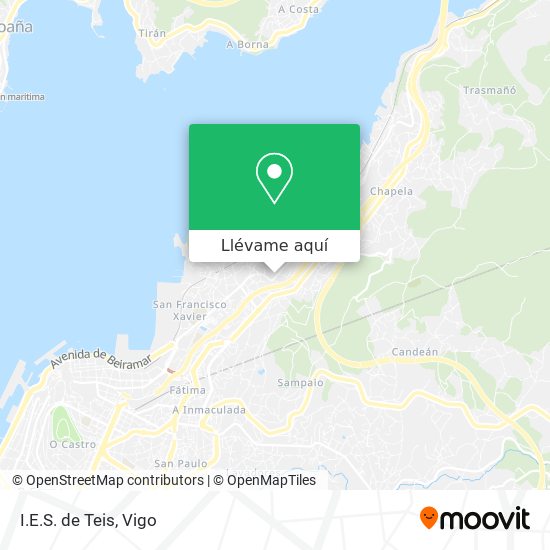 A Costa
Tirán
A Borna
paña
n marítima
Trasmañó
Chapela
Llévame aquí
San Francisco
Xavier
Avenida de Beiramar
Candeán
Fátima
Sampaio
A Inmaculada
O Castro
San Paulo
© OpenStreetMap contributors | © OpenMapTiles
I.E.S. de Teis, Vigo
moovit